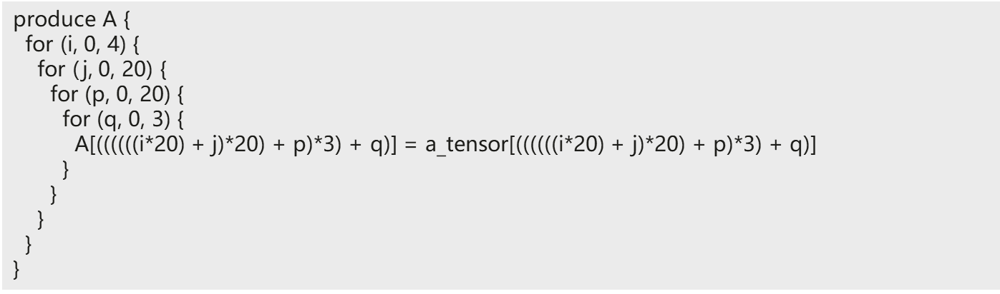 produce A {
for (i, 0, 4) {
for (j, 0, 20) {
for (p, 0, 20) {
for (q, 0, 3) {
A[((((((i*20) + j)*20) + p)*3) + q)] = a_tensor[((((((i*20) + j)*20) + p)*3) + q)]
}
}
}
}
}